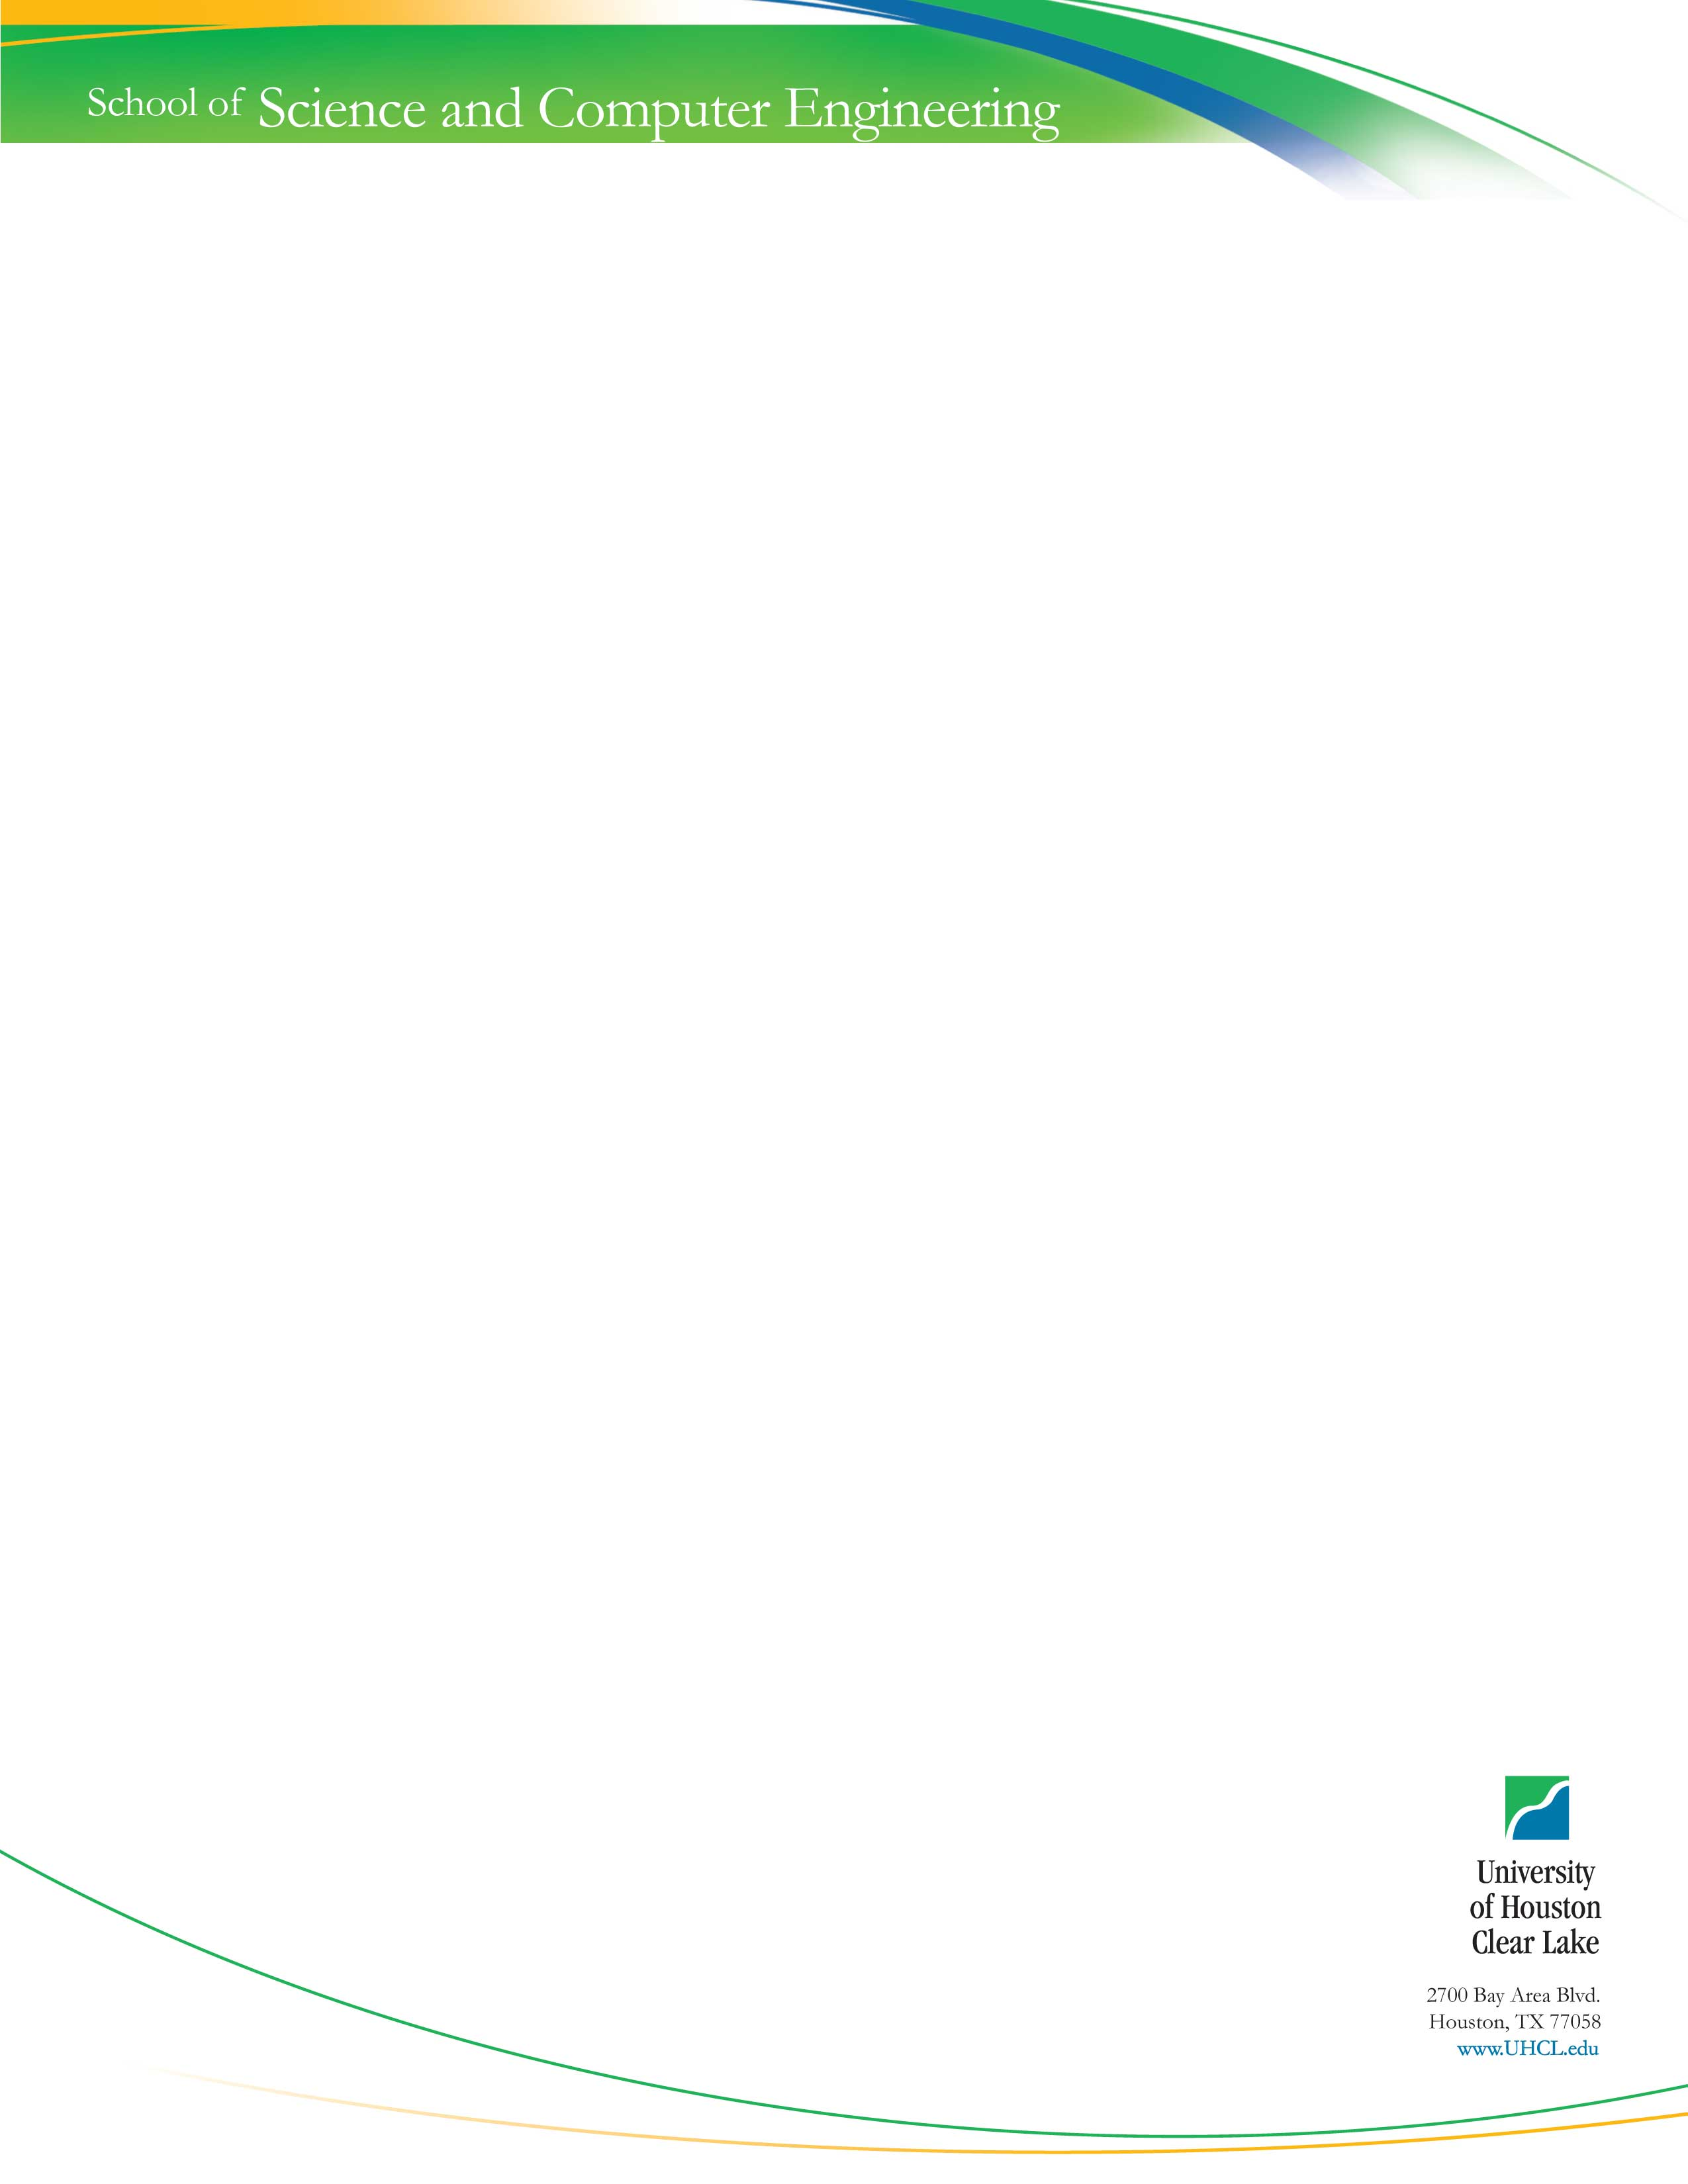 School of Science and Computer Engineering
University
of Houston
Clear Lake
2700 Bay Area Blvd.
Houston, TX 77058
www.UHCL.edu